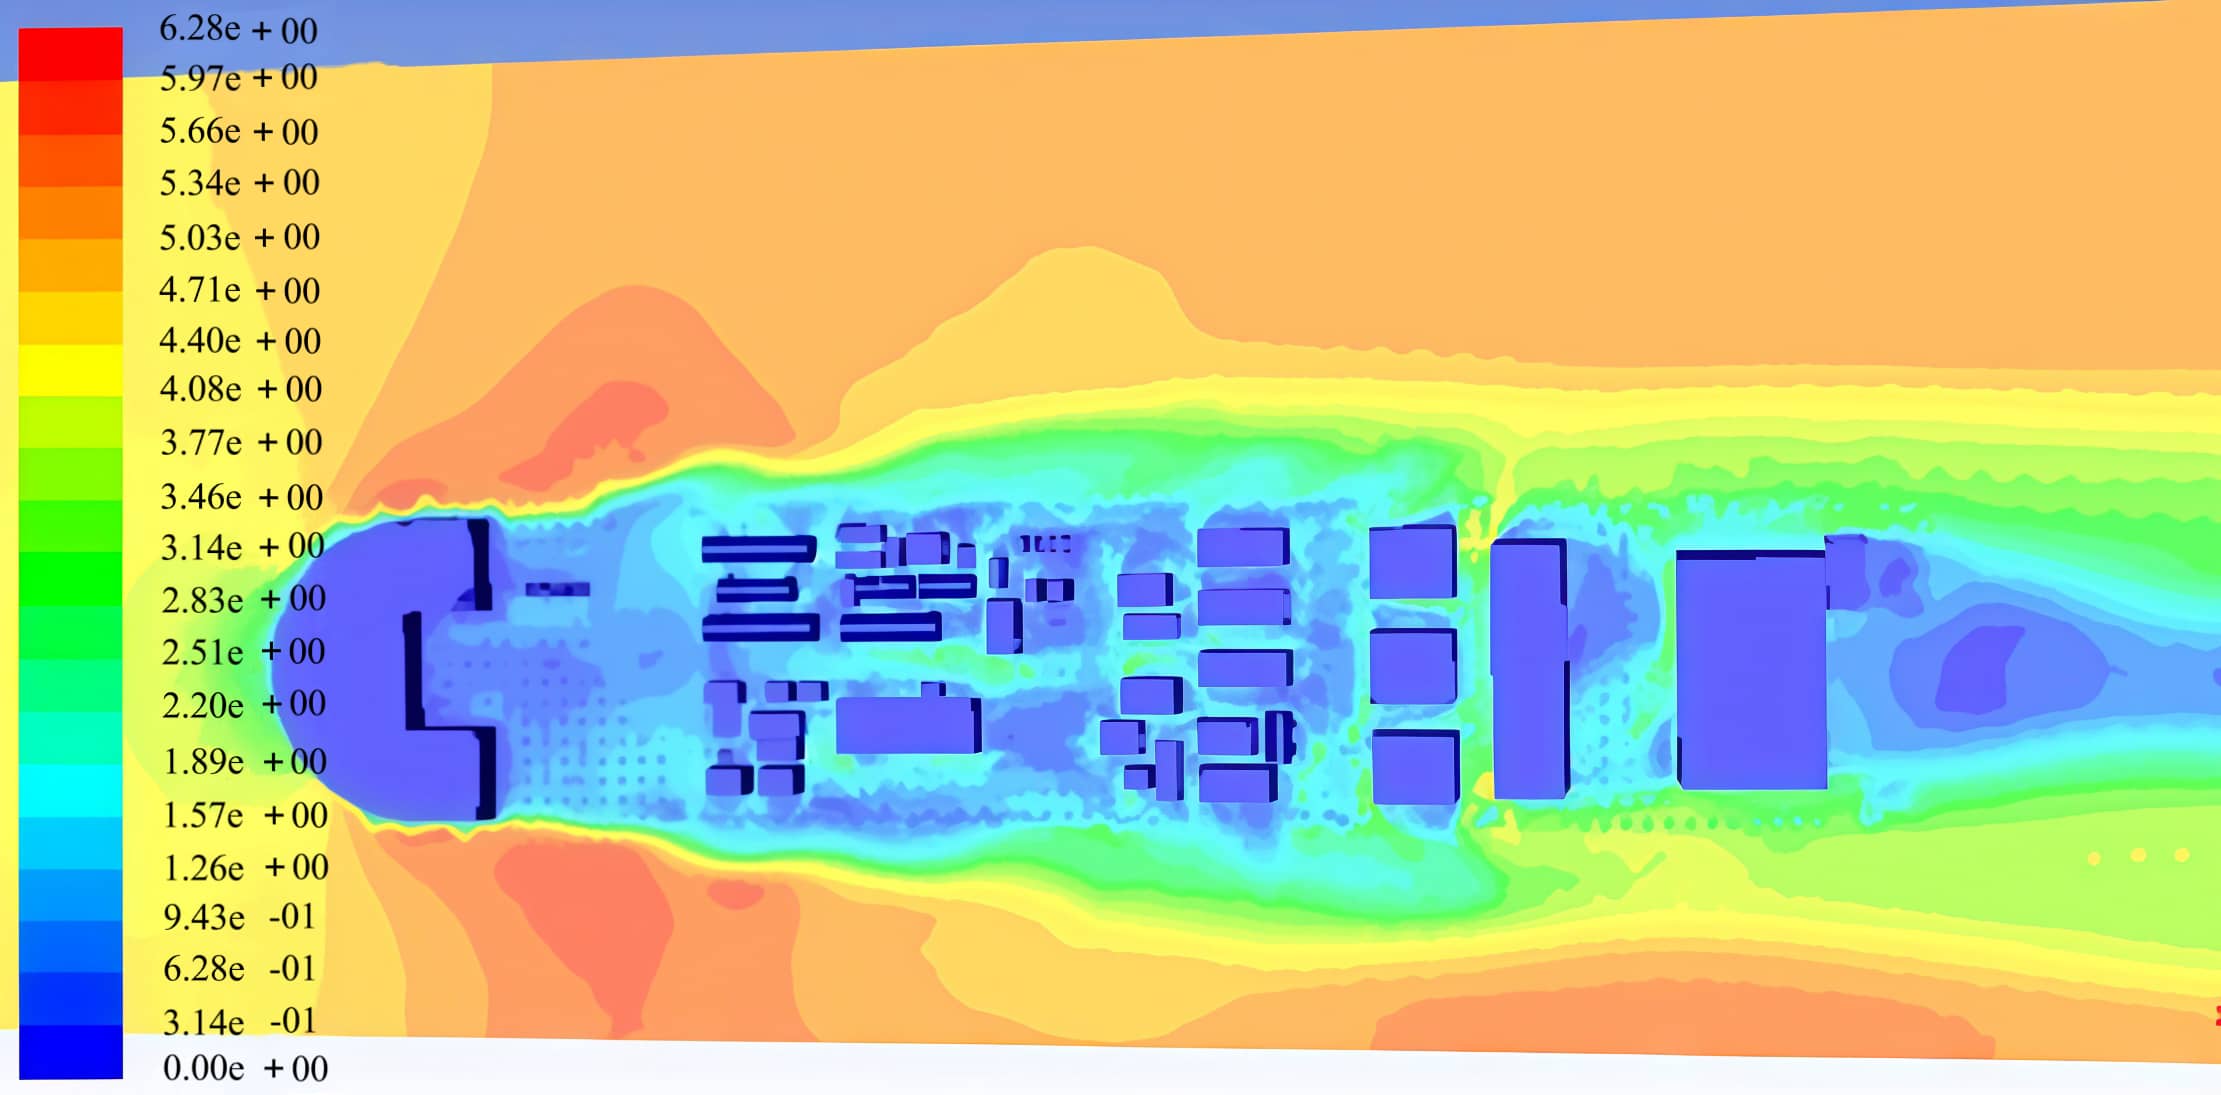 6.28e + 00
5.97e + 00
5.66e + 00
5.34e + 00
5.03e + 00
4.71e + 00
4.40e + 00
4.08e + 00
3.77e + 00
3.46e + 00
3.14e + 00
2.83e + 00
2.51e + 00
2.20e + 00
1.89e + 00
1.57e + 00
1.26e + 00
9.43e -01
6.28e -01
3.14e -01
0.00e + 00